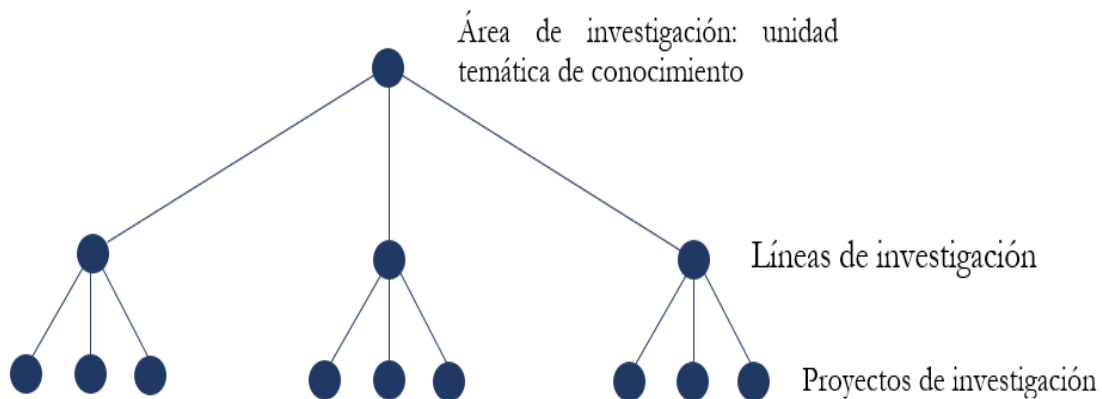 Área de investigación: unidad
temática de conocimiento
Líneas de investigación
Proyectos de investigación